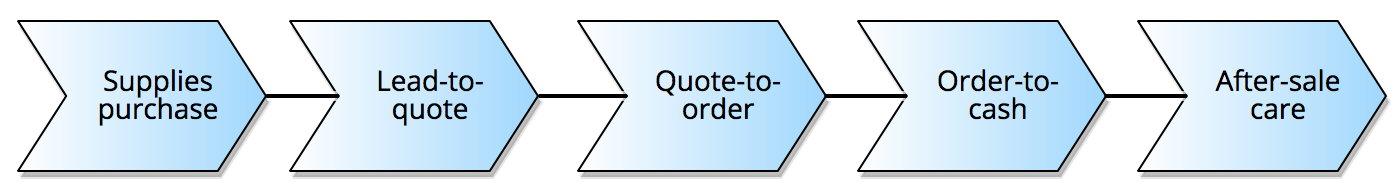 Supplies
purchase
Lead-to-
quote
Quote-to-
order
Order-to-
cash
After-sale
care